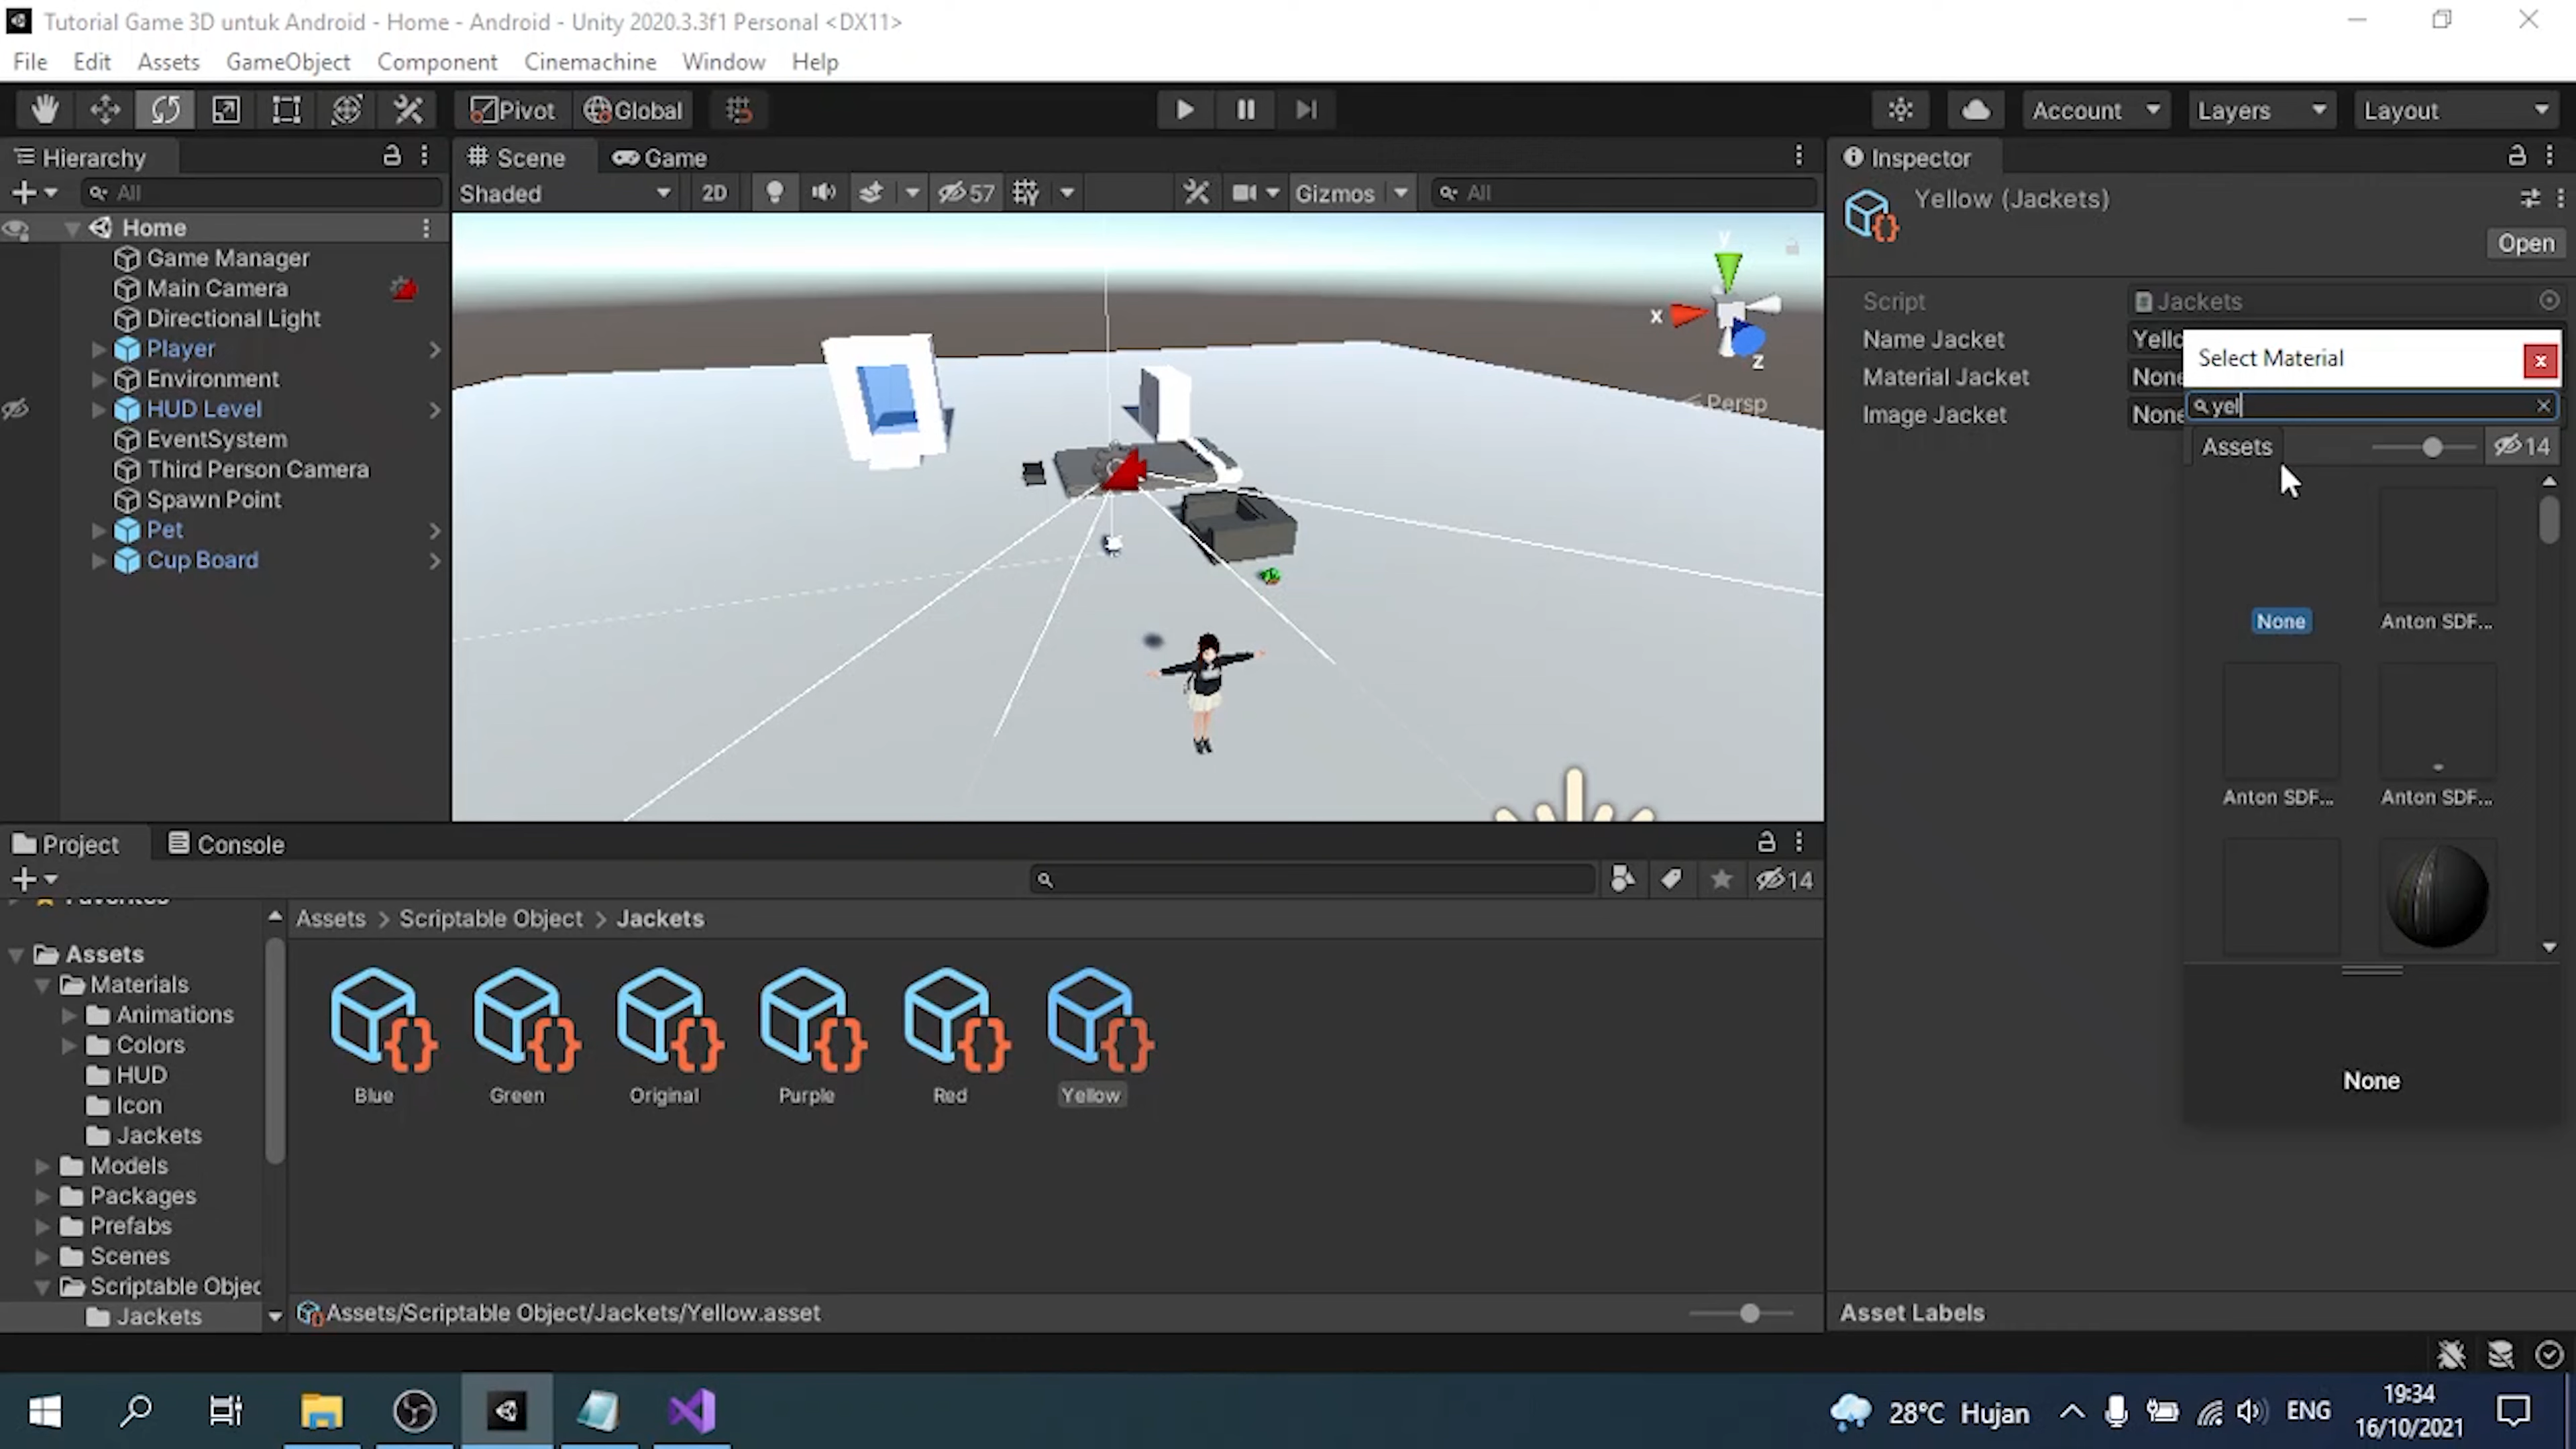 Tutorial Game 3D untuk Android - Home - Android - Unity 2020.3.3f1 Personal <DX11>
File Edit Assets GameObject Component Cinemachine Window Help
Pivot Global Account Layers Layout
Hierarchy
All
Home
Game Manager
Main Camera
Directional Light
Player
Environment
HUD Level
EventSystem
Third Person Camera
Spawn Point
Pet
Cup Board
Scene Game
Shaded 2D 57 Gizmos All
y
x
z
Persp
Inspector
Yellow (Jackets)
Open
Script Jackets
Name Jacket Yello
Material Jacket None
Image Jacket None
Select Material
x
yel
Assets 14
None Anton SDF...
Anton SDF... Anton SDF...
None
Asset Labels
Project Console
14
Favorites
Assets
Materials
Animations
Colors
HUD
Icon
Jackets
Models
Packages
Prefabs
Scenes
Scriptable Objec
Jackets
Assets > Scriptable Object > Jackets
Blue Green Original Purple Red Yellow
Assets/Scriptable Object/Jackets/Yellow.asset
28°C Hujan ENG
19:34
16/10/2021